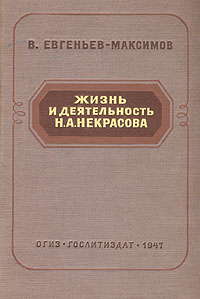 В. ЕВГЕНЬЕВ-МАКСИМОВ
ЖИЗНЬ
И ДЕЯТЕЛЬНОСТЬ
Н.А.НЕКРАСОВА
ОГИЗ • ГОСЛИТИЗДАТ • 1947